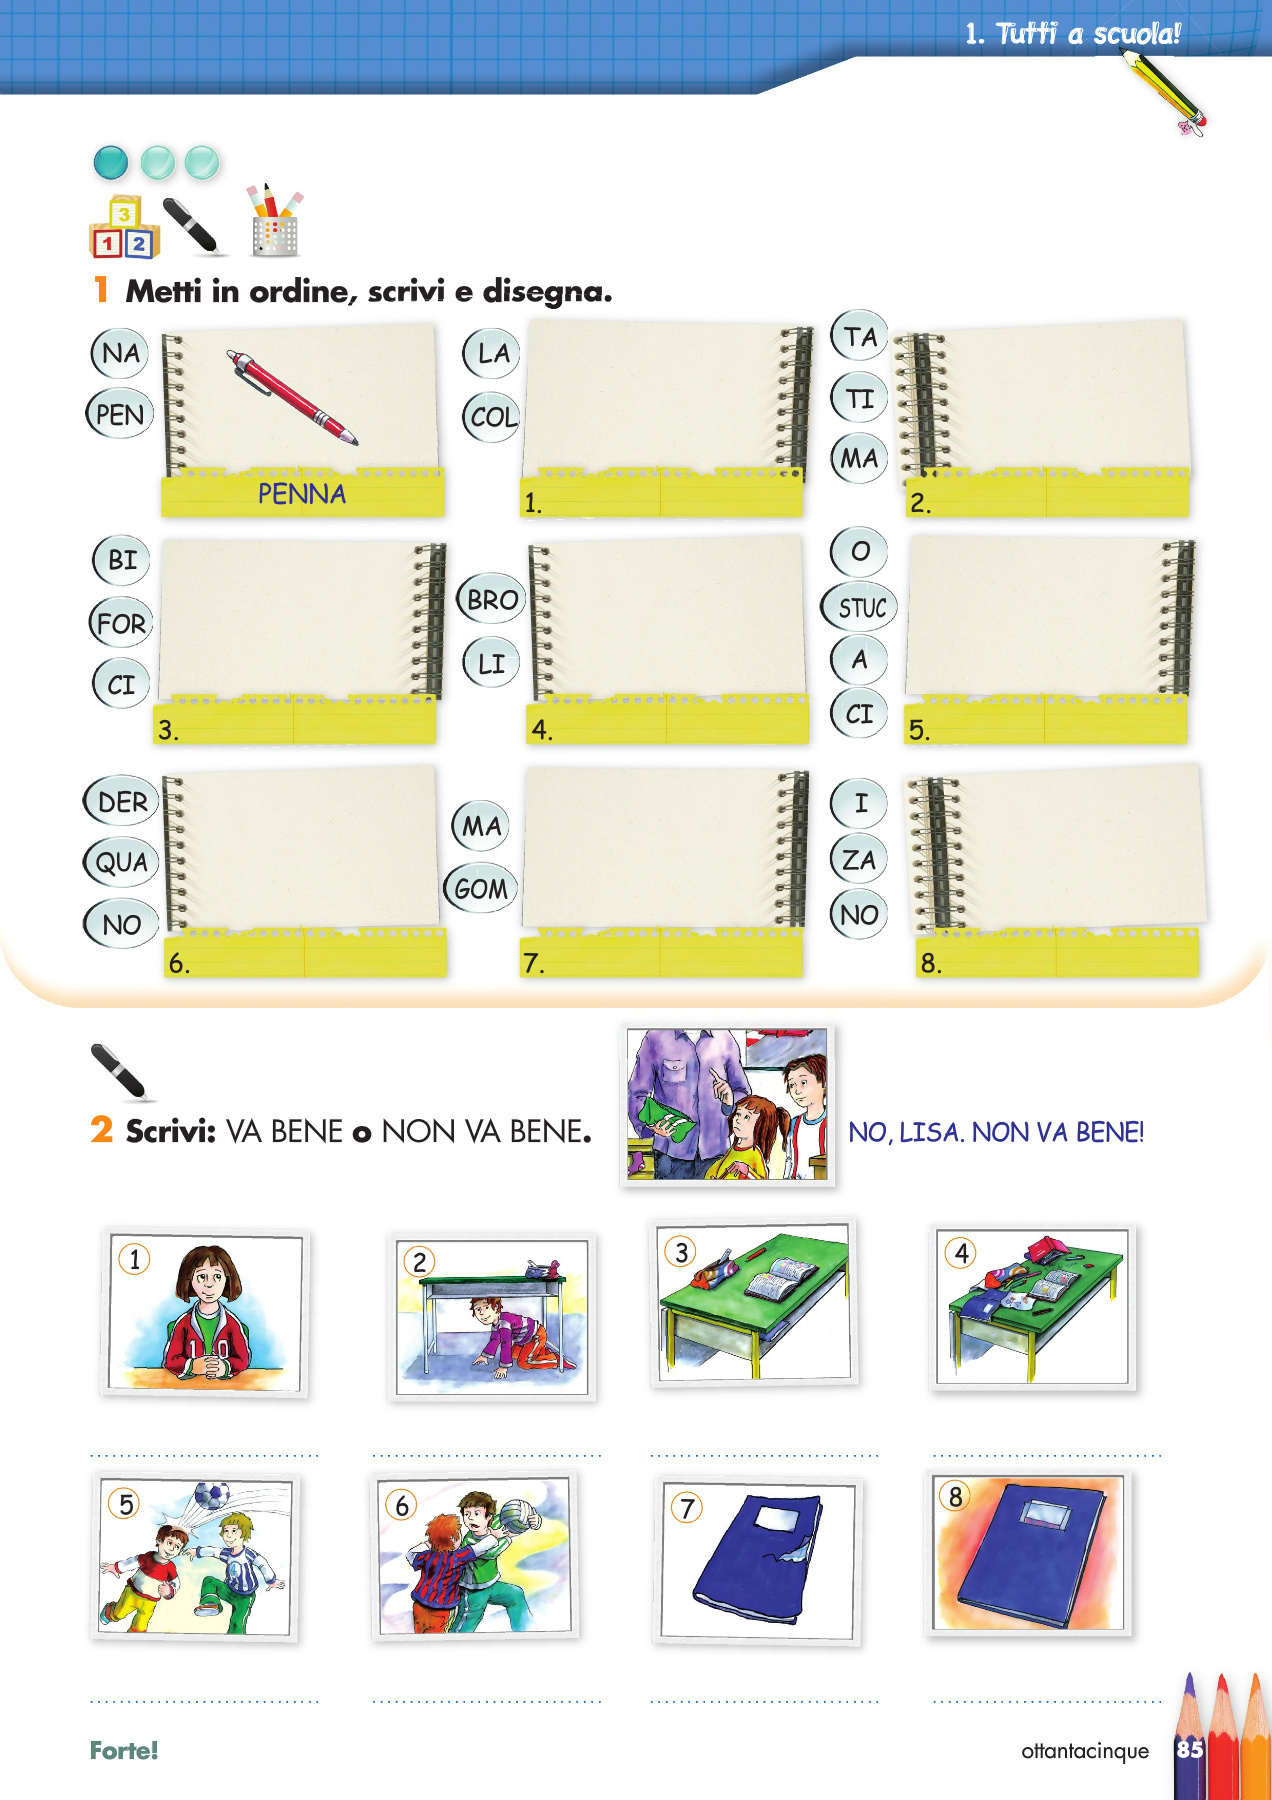 1. Tutti a scuola!
3
1 2
1 Metti in ordine, scrivi e disegna.
NA
PEN
PENNA
LA
COL
1.
TA
TI
MA
2.
BI
FOR
CI
3.
BRO
LI
4.
O
STUC
A
CI
5.
DER
QUA
NO
6.
MA
GOM
7.
I
ZA
NO
8.
2 Scrivi: VA BENE o NON VA BENE.
NO, LISA. NON VA BENE!
1
10
2
3
4
5
6
7
8
Forte!
ottantacinque 85